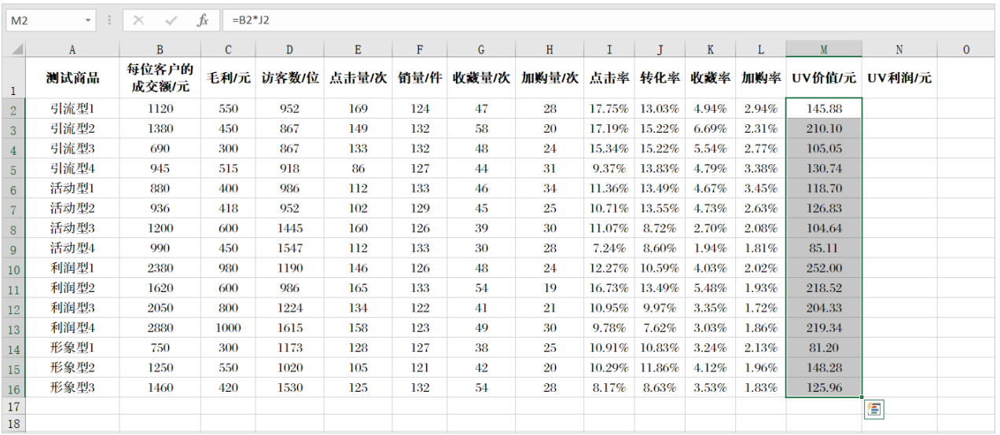 M2 fx =B2*J2
A B C D E F G H I J K L M N O
1 测试商品 每位客户的 毛利/元 访客数/位 点击量/次 销量/件 收藏量/次 加购量/次 点击率 转化率 收藏率 加购率 UV价值/元 UV利润/元
成交额/元
2 引流型1 1120 550 952 169 124 47 28 17.75% 13.03% 4.94% 2.94% 145.88
3 引流型2 1380 450 867 149 132 58 20 17.19% 15.22% 6.69% 2.31% 210.10
4 引流型3 690 300 867 133 132 48 24 15.34% 15.22% 5.54% 2.77% 105.05
5 引流型4 945 515 918 86 127 44 31 9.37% 13.83% 4.79% 3.38% 130.74
6 活动型1 880 400 986 112 133 46 34 11.36% 13.49% 4.67% 3.45% 118.70
7 活动型2 936 418 952 102 129 45 25 10.71% 13.55% 4.73% 2.63% 126.83
8 活动型3 1200 600 1445 160 126 39 30 11.07% 8.72% 2.70% 2.08% 104.64
9 活动型4 990 450 1547 112 133 30 28 7.24% 8.60% 1.94% 1.81% 85.11
10 利润型1 2380 980 1190 146 126 48 24 12.27% 10.59% 4.03% 2.02% 252.00
11 利润型2 1620 600 986 165 133 54 19 16.73% 13.49% 5.48% 1.93% 218.52
12 利润型3 2050 800 1224 134 122 41 21 10.95% 9.97% 3.35% 1.72% 204.33
13 利润型4 2880 1000 1615 158 123 49 30 9.78% 7.62% 3.03% 1.86% 219.34
14 形象型1 750 300 1173 128 127 38 25 10.91% 10.83% 3.24% 2.13% 81.20
15 形象型2 1250 550 1020 105 121 42 20 10.29% 11.86% 4.12% 1.96% 148.28
16 形象型3 1460 420 1530 125 132 54 28 8.17% 8.63% 3.53% 1.83% 125.96
17
18